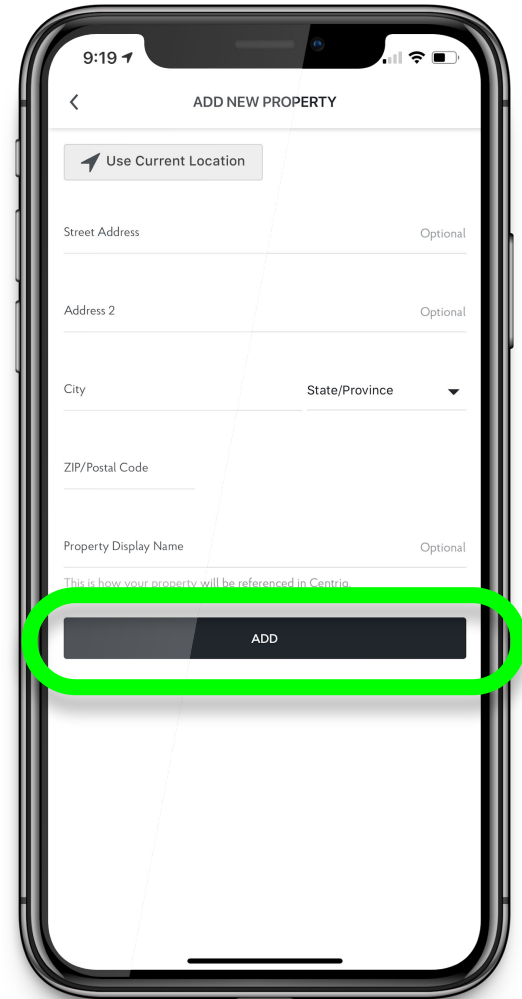 9:19
ADD NEW PROPERTY
Use Current Location
Street Address Optional
Address 2 Optional
City State/Province
ZIP/Postal Code
Property Display Name Optional
This is how your property will be referenced in Centriq.
ADD